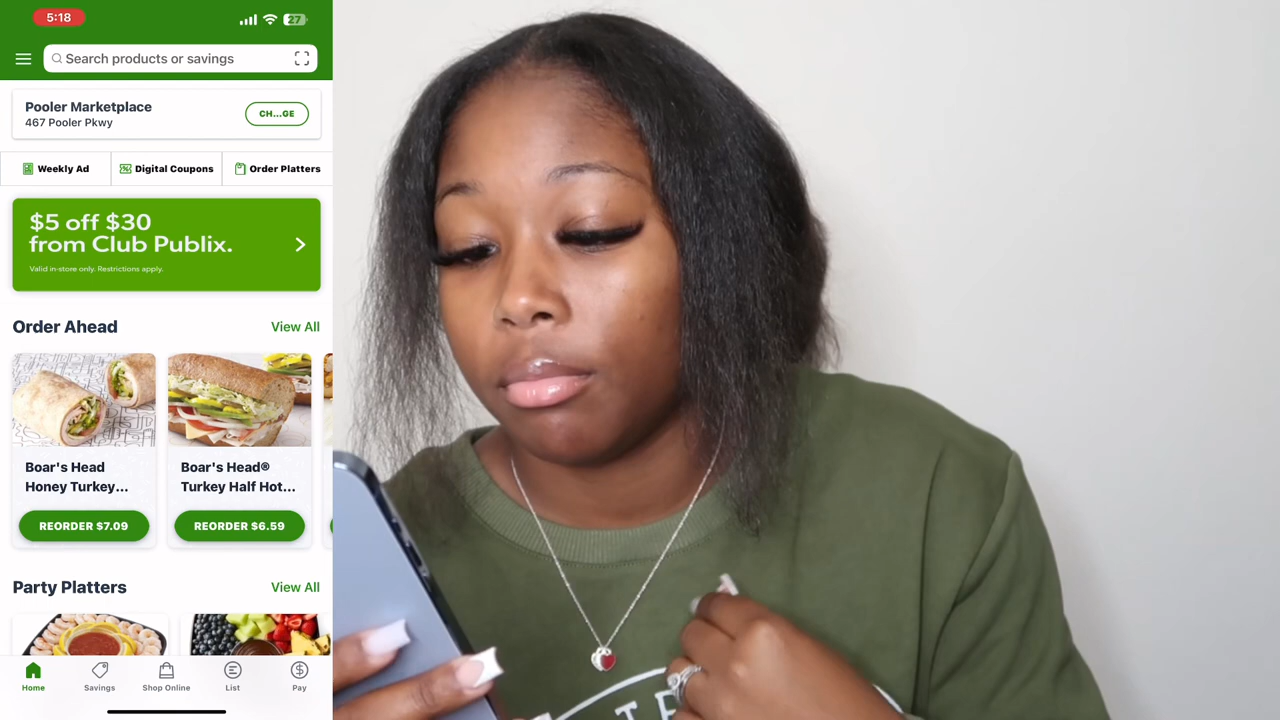 5:18
27
Search products or savings
Pooler Marketplace
467 Pooler Pkwy
CH...GE
Weekly Ad
Digital Coupons
Order Platters
$5 off $30
from Club Publix.
Valid in-store only. Restrictions apply.
Order Ahead
View All
Boar's Head
Honey Turkey...
REORDER $7.09
Boar's Head®
Turkey Half Hot...
REORDER $6.59
Party Platters
View All
Home
Savings
Shop Online
List
Pay